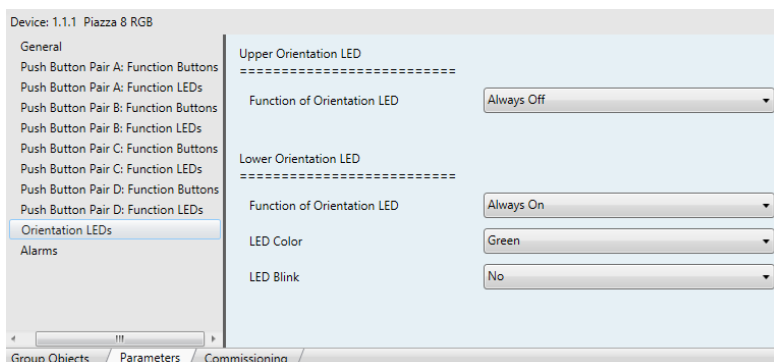 Device: 1.1.1 Piazza 8 RGB
General
Push Button Pair A: Function Buttons
Push Button Pair A: Function LEDs
Push Button Pair B: Function Buttons
Push Button Pair B: Function LEDs
Push Button Pair C: Function Buttons
Push Button Pair C: Function LEDs
Push Button Pair D: Function Buttons
Push Button Pair D: Function LEDs
Orientation LEDs
Alarms
Upper Orientation LED
===========================
Function of Orientation LED Always Off
Lower Orientation LED
===========================
Function of Orientation LED Always On
LED Color Green
LED Blink No
Group Objects / Parameters / Commissioning /